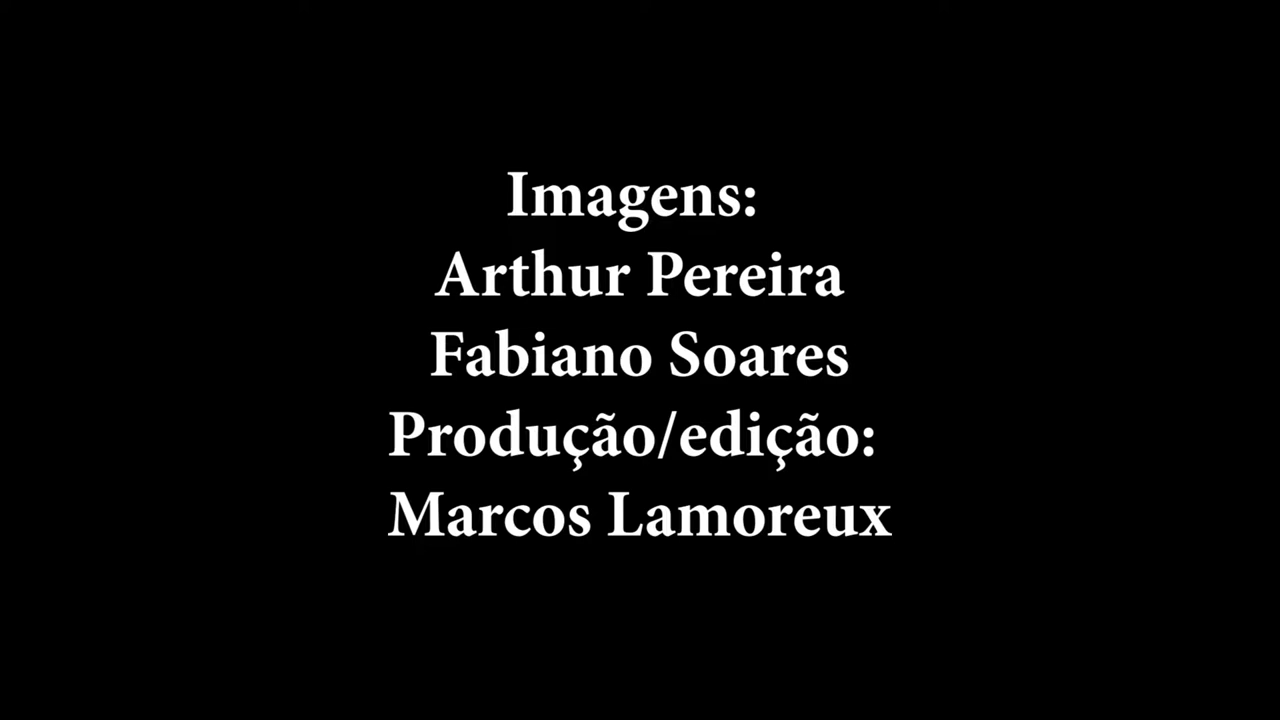 Imagens:
Arthur Pereira
Fabiano Soares
Produção/edição:
Marcos Lamoreux